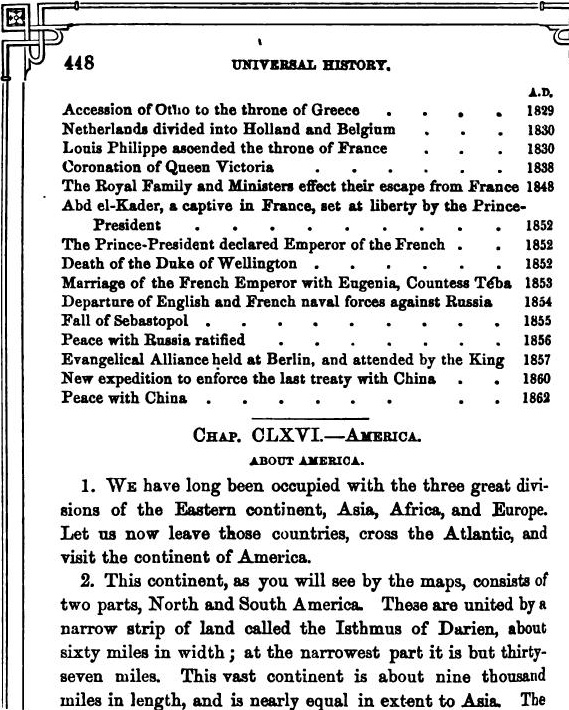 448 UNIVERSAL HISTORY.
A.D.
Accession of Otho to the throne of Greece . . . . 1829
Netherlands divided into Holland and Belgium . . . 1830
Louis Philippe ascended the throne of France . . . 1830
Coronation of Queen Victoria . . . . . . 1838
The Royal Family and Ministers effect their escape from France 1848
Abd el-Kader, a captive in France, set at liberty by the Prince-
President . . . . . . . . . 1852
The Prince-President declared Emperor of the French . . 1852
Death of the Duke of Wellington . . . . . . 1852
Marriage of the French Emperor with Eugenia, Countess Téba 1853
Departure of English and French naval forces against Russia 1854
Fall of Sebastopol . . . . . . . . . 1855
Peace with Russia ratified . . . . . . . 1856
Evangelical Alliance held at Berlin, and attended by the King 1857
New expedition to enforce the last treaty with China . . 1860
Peace with China . . . . . . . . 1862
CHAP. CLXVI.—AMERICA.
ABOUT AMERICA.
1. WE have long been occupied with the three great divi-
sions of the Eastern continent, Asia, Africa, and Europe.
Let us now leave those countries, cross the Atlantic, and
visit the continent of America.
2. This continent, as you will see by the maps, consists of
two parts, North and South America. These are united by a
narrow strip of land called the Isthmus of Darien, about
sixty miles in width; at the narrowest part it is but thirty-
seven miles. This vast continent is about nine thousand
miles in length, and is nearly equal in extent to Asia. The